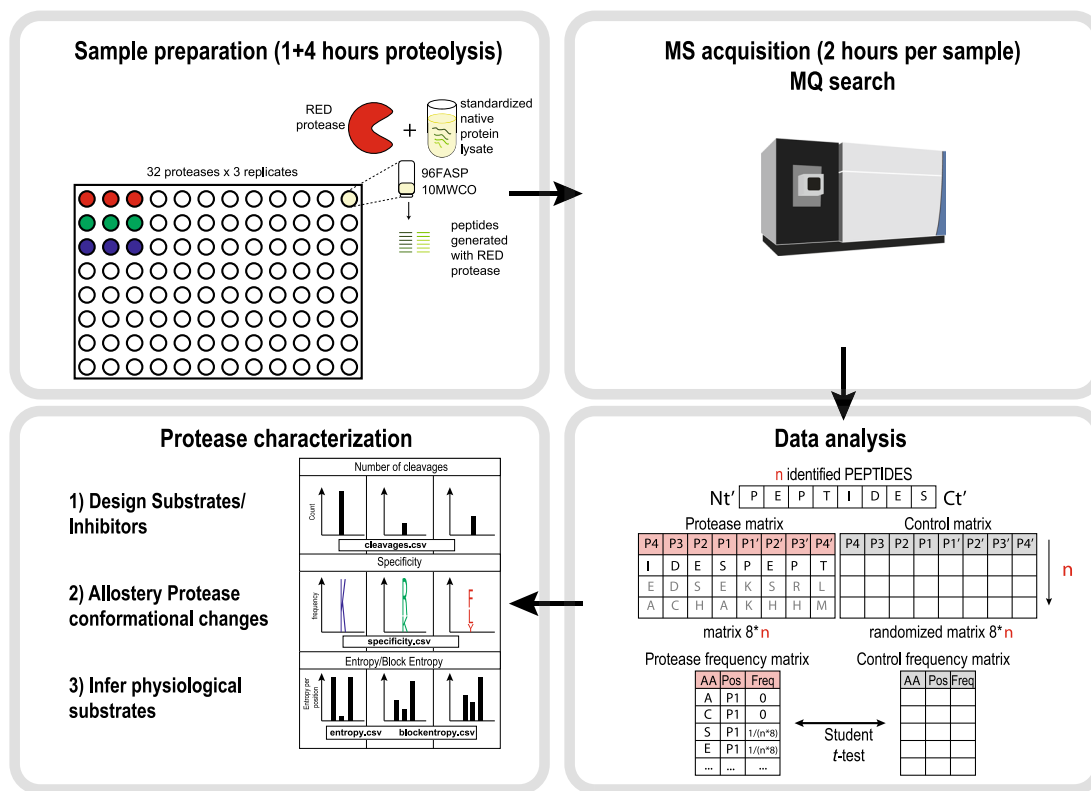 Sample preparation (1+4 hours proteolysis)
RED
protease
+
standardized
native
protein
lysate
32 proteases x 3 replicates
96FASP
10MWCO
peptides
generated
with RED
protease
MS acquisition (2 hours per sample)
MQ search
Protease characterization
1) Design Substrates/
Inhibitors
2) Allostery Protease
conformational changes
3) Infer physiological
substrates
Number of cleavages
Count
cleavages.csv
Specificity
frequency
K
R
K
F
L
Y
specificity.csv
Entropy/Block Entropy
Entropy per
position
entropy.csv blockentropy.csv
Data analysis
n identified PEPTIDES
Nt' P E P T I D E S Ct'
Protease matrix Control matrix
P4 P3 P2 P1 P1' P2' P3' P4' P4 P3 P2 P1 P1' P2' P3' P4'
I D E S P E P T
E D S E K S R L
A C H A K H H M
n
matrix 8*n randomized matrix 8*n
Protease frequency matrix Control frequency matrix
AA Pos Freq AA Pos Freq
A P1 0
C P1 0
S P1 1/(n*8)
E P1 1/(n*8)
... ... ...
Student
t-test